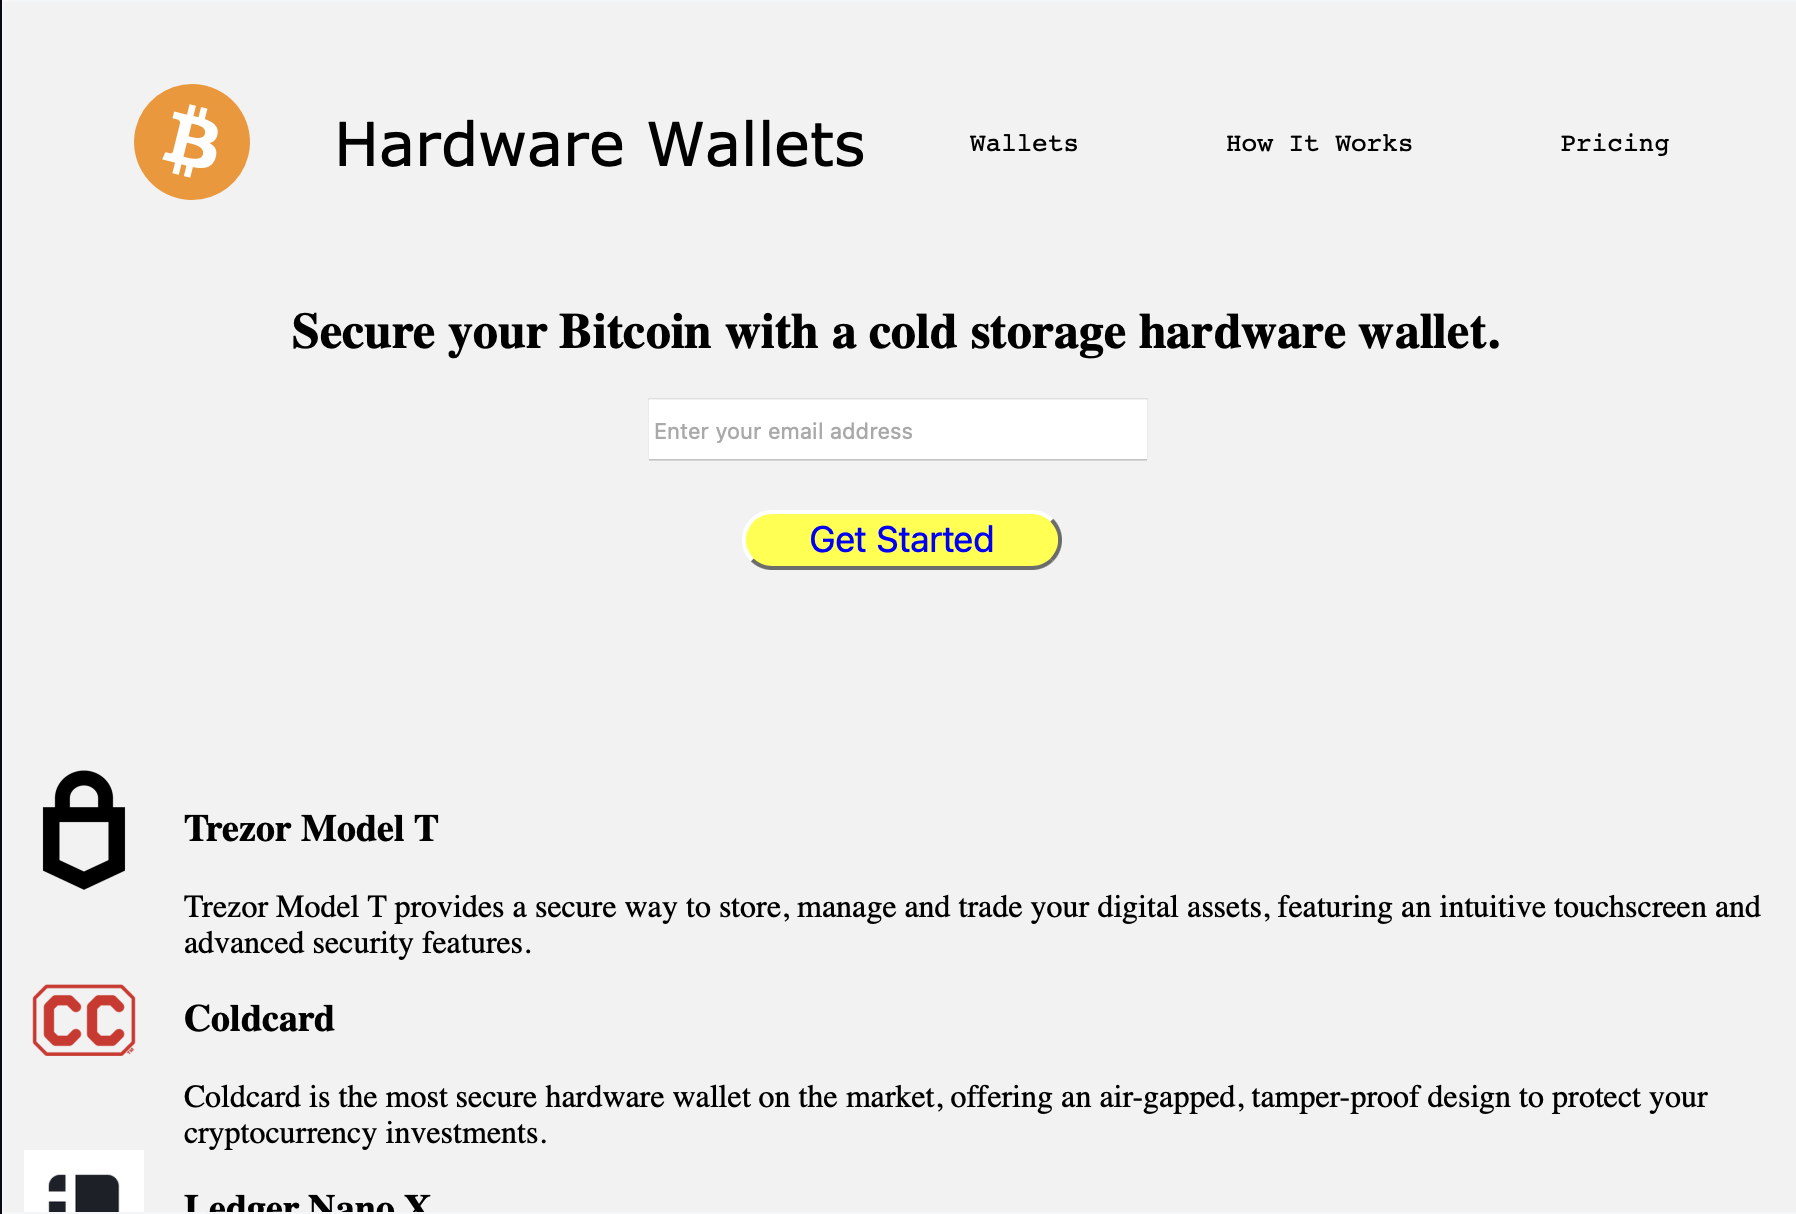 Hardware Wallets
Wallets
How It Works
Pricing
Secure your Bitcoin with a cold storage hardware wallet.
Enter your email address
Get Started
Trezor Model T
Trezor Model T provides a secure way to store, manage and trade your digital assets, featuring an intuitive touchscreen and
advanced security features.
CC
Coldcard
Coldcard is the most secure hardware wallet on the market, offering an air-gapped, tamper-proof design to protect your
cryptocurrency investments.
Ledger Nano X